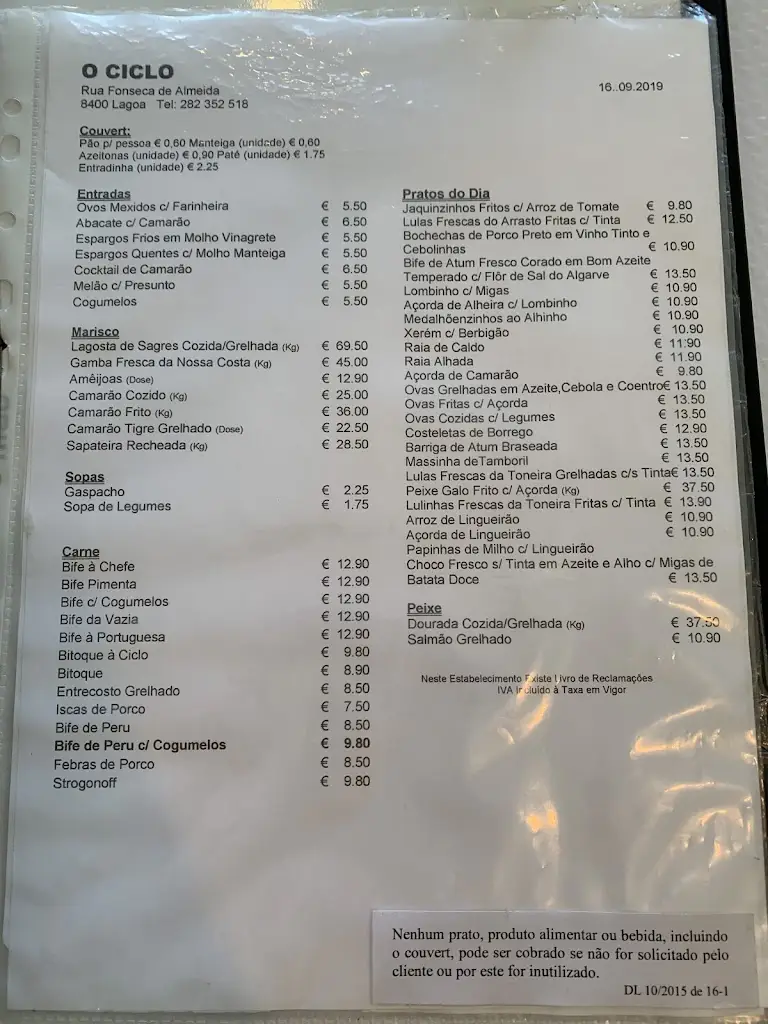 O CICLO
Rua Fonseca de Almeida
8400 Lagoa Tel: 282 352 518
16..09.2019
Couvert:
Pão p/ pessoa € 0,60 Manteiga (unidade) € 0,60
Azeitonas (unidade) € 0,90 Patê (unidade) € 1.75
Entradinha (unidade) € 2.25
Entradas
Ovos Mexidos c/ Farinheira € 5.50
Abacate c/ Camarão € 6.50
Espargos Frios em Molho Vinagrete € 5.50
Espargos Quentes c/ Molho Manteiga € 5.50
Cocktail de Camarão € 6.50
Melão c/ Presunto € 5.50
Cogumelos € 5.50
Marisco
Lagosta de Sagres Cozida/Grelhada (Kg) € 69.50
Gamba Fresca da Nossa Costa (Kg) € 45.00
Amêijoas (Dose) € 12.90
Camarão Cozido (Kg) € 25.00
Camarão Frito (Kg) € 36.00
Camarão Tigre Grelhado (Dose) € 22.50
Sapateira Recheada (Kg) € 28.50
Sopas
Gaspacho € 2.25
Sopa de Legumes € 1.75
Carne
Bife à Chefe € 12.90
Bife Pimenta € 12.90
Bife c/ Cogumelos € 12.90
Bife da Vazia € 12.90
Bife à Portuguesa € 12.90
Bitoque à Ciclo € 9.80
Bitoque € 8.90
Entrecosto Grelhado € 8.50
Iscas de Porco € 7.50
Bife de Peru € 8.50
Bife de Peru c/ Cogumelos € 9.80
Febras de Porco € 8.50
Strogonoff € 9.80
Pratos do Dia
Jaquinzinhos Fritos c/ Arroz de Tomate € 9.80
Lulas Frescas do Arrasto Fritas c/ Tinta € 12.50
Bochechas de Porco Preto em Vinho Tinto e
Cebolinhas € 10.90
Bife de Atum Fresco Corado em Bom Azeite
Temperado c/ Flôr de Sal do Algarve € 13.50
Lombinho c/ Migas € 10.90
Açorda de Alheira c/ Lombinho € 10.90
Medalhõenzinhos ao Alhinho € 10.90
Xerém c/ Berbigão € 10.90
Raia de Caldo € 11.90
Raia Alhada € 11.90
Açorda de Camarão € 9.80
Ovas Grelhadas em Azeite,Cebola e Coentro€ 13.50
Ovas Fritas c/ Açorda € 13.50
Ovas Cozidas c/ Legumes € 13.50
Costeletas de Borrego € 12.90
Barriga de Atum Braseada € 13.50
Massinha deTamboril € 13.50
Lulas Frescas da Toneira Grelhadas c/s Tinta€ 13.50
Peixe Galo Frito c/ Açorda (Kg) € 37.50
Lulinhas Frescas da Toneira Fritas c/ Tinta € 13.90
Arroz de Lingueirão € 10.90
Açorda de Lingueirão € 10.90
Papinhas de Milho c/ Lingueirão
Choco Fresco s/ Tinta em Azeite e Alho c/ Migas de
Batata Doce € 13.50
Peixe
Dourada Cozida/Grelhada (Kg) € 37.50
Salmão Grelhado € 10.90
Neste Estabelecimento Existe Livro de Reclamações
IVA Incluido à Taxa em Vigor
Nenhum prato, produto alimentar ou bebida, incluindo
o couvert, pode ser cobrado se não for solicitado pelo
cliente ou por este for inutilizado.
DL 10/2015 de 16-1